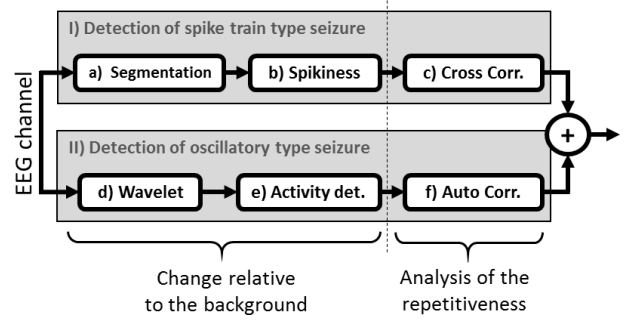 I) Detection of spike train type seizure
a) Segmentation
b) Spikiness
c) Cross Corr.
EEG channel
+
II) Detection of oscillatory type seizure
d) Wavelet
e) Activity det.
f) Auto Corr.
Change relative
to the background
Analysis of the
repetitiveness